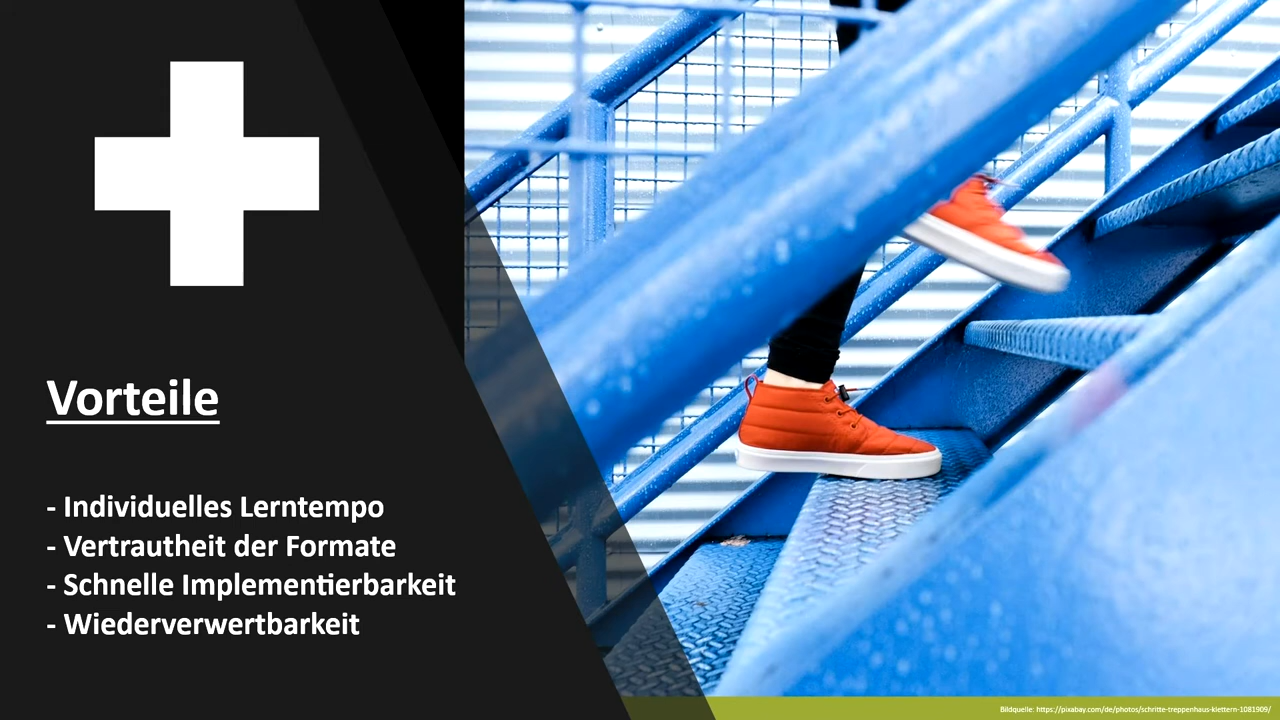 Vorteile
- Individuelles Lerntempo
- Vertrautheit der Formate
- Schnelle Implementierbarkeit
- Wiederverwertbarkeit
Bildquelle: https://pixabay.com/de/photos/schritte-treppenhaus-klettern-1081909/